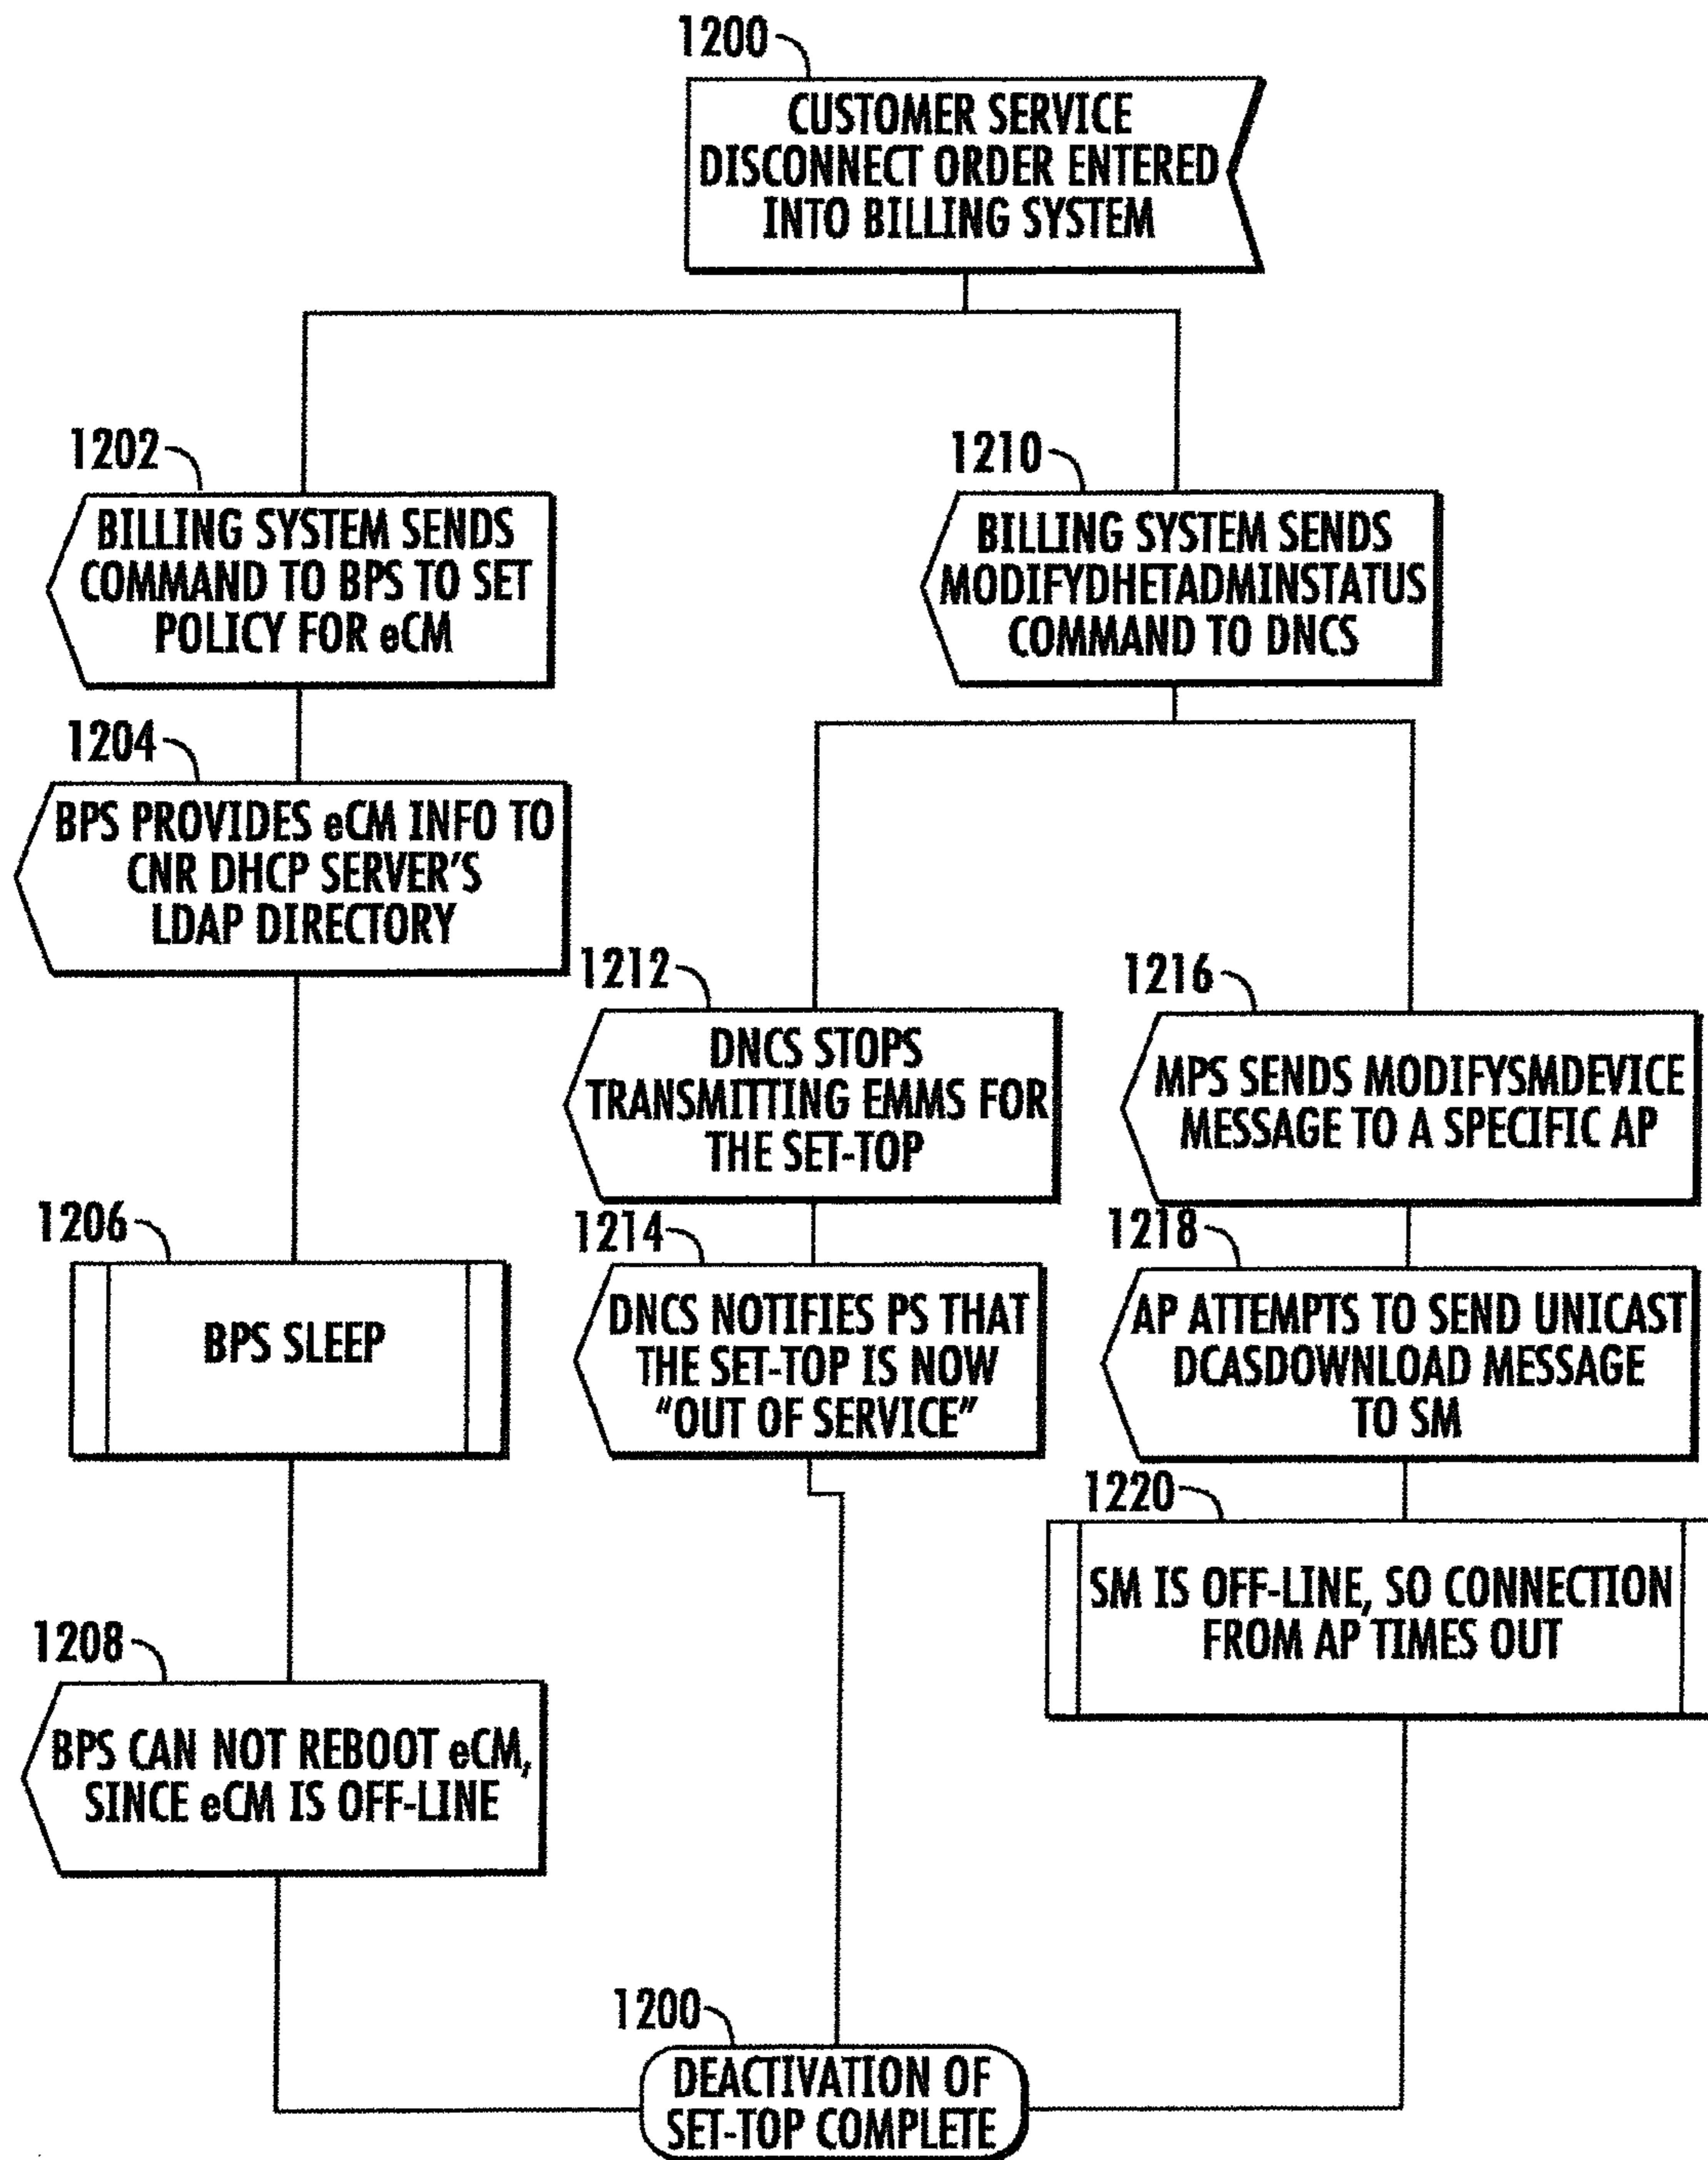 1200
CUSTOMER SERVICE
DISCONNECT ORDER ENTERED
INTO BILLING SYSTEM
1202
BILLING SYSTEM SENDS
COMMAND TO BPS TO SET
POLICY FOR eCM
1204
BPS PROVIDES eCM INFO TO
CNR DHCP SERVER'S
LDAP DIRECTORY
1206
BPS SLEEP
1208
BPS CAN NOT REBOOT eCM,
SINCE eCM IS OFF-LINE
1210
BILLING SYSTEM SENDS
MODIFYDHETADMINSTATUS
COMMAND TO DNCS
1212
DNCS STOPS
TRANSMITTING EMMS FOR
THE SET-TOP
1214
DNCS NOTIFIES PS THAT
THE SET-TOP IS NOW
"OUT OF SERVICE"
1216
MPS SENDS MODIFYSMDEVICE
MESSAGE TO A SPECIFIC AP
1218
AP ATTEMPTS TO SEND UNICAST
DCASDOWNLOAD MESSAGE
TO SM
1220
SM IS OFF-LINE, SO CONNECTION
FROM AP TIMES OUT
1200
DEACTIVATION OF
SET-TOP COMPLETE